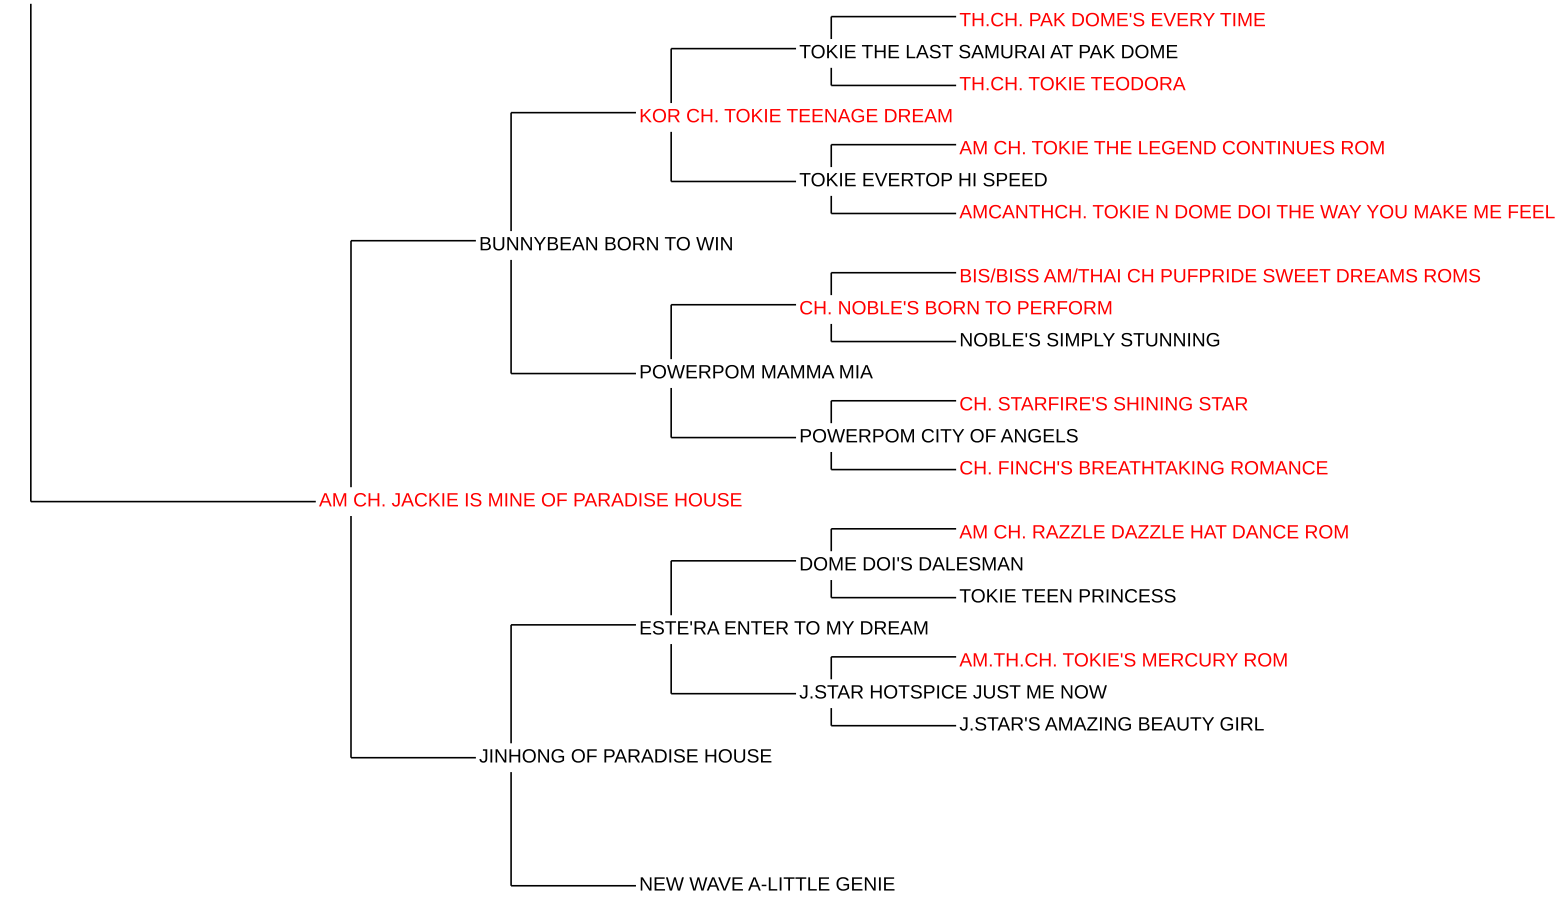 TH.CH. PAK DOME'S EVERY TIME
TOKIE THE LAST SAMURAI AT PAK DOME
TH.CH. TOKIE TEODORA
KOR CH. TOKIE TEENAGE DREAM
AM CH. TOKIE THE LEGEND CONTINUES ROM
TOKIE EVERTOP HI SPEED
AMCANTHCH. TOKIE N DOME DOI THE WAY YOU MAKE ME FEEL
BUNNYBEAN BORN TO WIN
BIS/BISS AM/THAI CH PUFPRIDE SWEET DREAMS ROMS
CH. NOBLE'S BORN TO PERFORM
NOBLE'S SIMPLY STUNNING
POWERPOM MAMMA MIA
CH. STARFIRE'S SHINING STAR
POWERPOM CITY OF ANGELS
CH. FINCH'S BREATHTAKING ROMANCE
AM CH. JACKIE IS MINE OF PARADISE HOUSE
AM CH. RAZZLE DAZZLE HAT DANCE ROM
DOME DOI'S DALESMAN
TOKIE TEEN PRINCESS
ESTE'RA ENTER TO MY DREAM
AM.TH.CH. TOKIE'S MERCURY ROM
J.STAR HOTSPICE JUST ME NOW
J.STAR'S AMAZING BEAUTY GIRL
JINHONG OF PARADISE HOUSE
NEW WAVE A-LITTLE GENIE